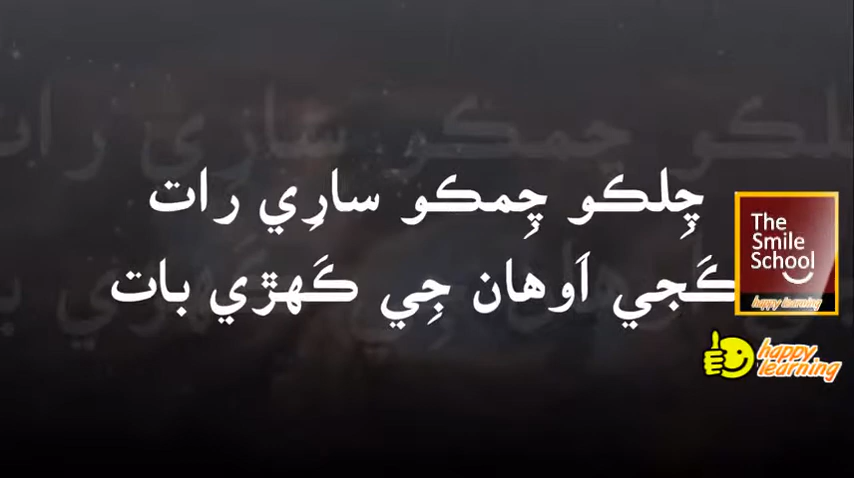 چِلڪو چِمڪو سارِي رات
ڪَجي اَوهان جِي ڪَهڙي بات
The
Smile
School
happy learning
happy
learning